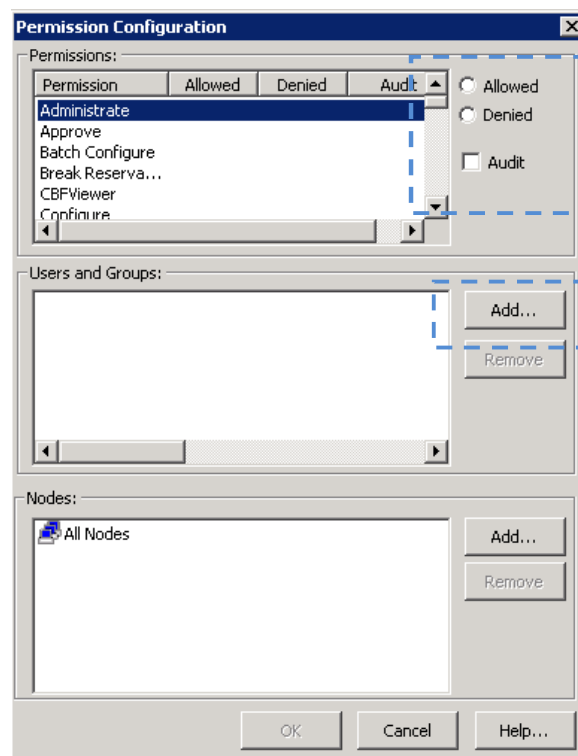 Permission Configuration
Permissions:
Permission Allowed Denied Audit
Administrate
Approve
Batch Configure
Break Reserva...
CBFViewer
Configure
Allowed
Denied
Audit
Users and Groups:
Add...
Remove
Nodes:
All Nodes
Add...
Remove
OK Cancel Help...